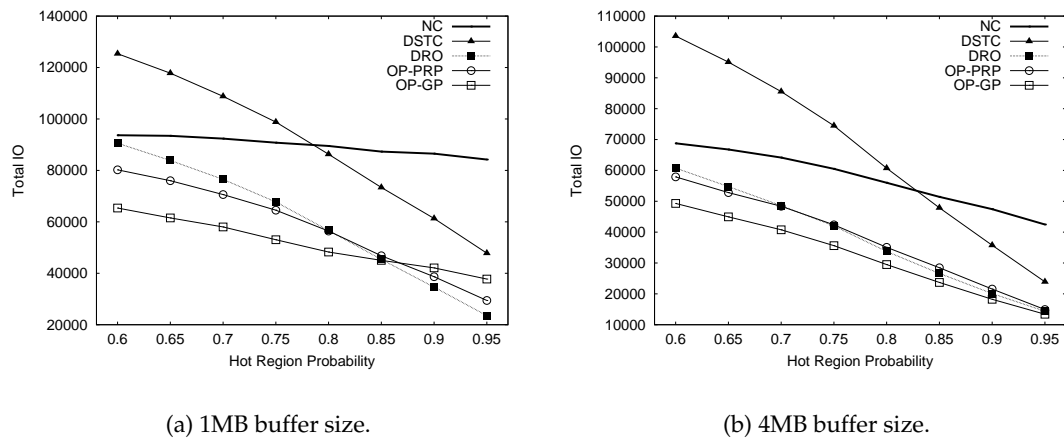 140000
120000
100000
80000
60000
40000
20000
Total IO
0.6 0.65 0.7 0.75 0.8 0.85 0.9 0.95
Hot Region Probability
NC
DSTC
DRO
OP-PRP
OP-GP
(a) 1MB buffer size.
110000
100000
90000
80000
70000
60000
50000
40000
30000
20000
10000
Total IO
0.6 0.65 0.7 0.75 0.8 0.85 0.9 0.95
Hot Region Probability
NC
DSTC
DRO
OP-PRP
OP-GP
(b) 4MB buffer size.